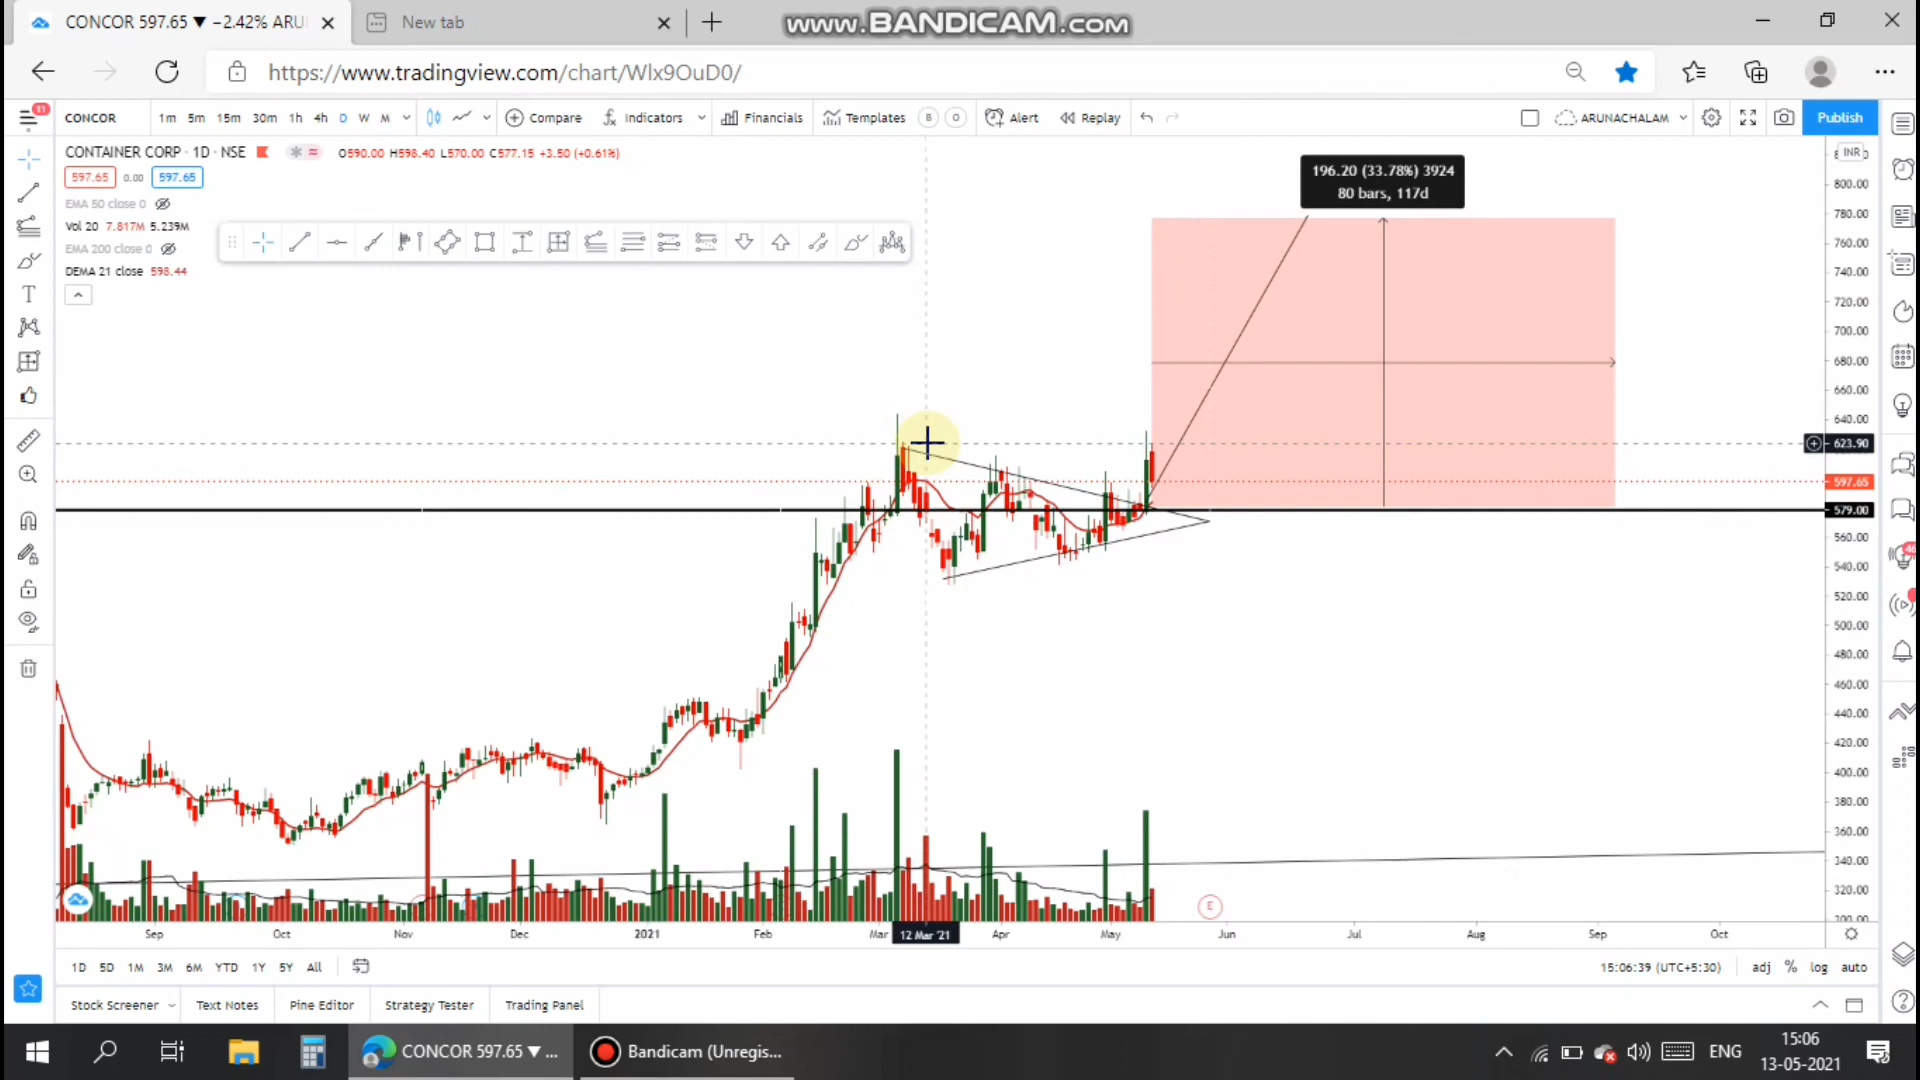 CONCOR 597.65 ▼ −2.42% ARU
New tab
www.BANDICAM.com
https://www.tradingview.com/chart/Wlx9OuD0/
11
CONCOR
1m 5m 15m 30m 1h 4h D W M
Compare
Indicators
Financials
Templates
B
O
Alert
Replay
ARUNACHALAM
Publish
CONTAINER CORP · 1D · NSE
O590.00 H598.40 L570.00 C577.15 +3.50 (+0.61%)
597.65 0.00 597.65
EMA 50 close 0
Vol 20 7.817M 5.239M
EMA 200 close 0
DEMA 21 close 598.44
196.20 (33.78%) 3924
80 bars, 117d
INR
800.00
780.00
760.00
740.00
720.00
700.00
680.00
660.00
640.00
623.90
597.65
579.00
560.00
540.00
520.00
500.00
480.00
460.00
440.00
420.00
400.00
380.00
360.00
340.00
320.00
300.00
46
E
Sep Oct Nov Dec 2021 Feb Mar 12 Mar '21 Apr May Jun Jul Aug Sep Oct
1D 5D 1M 3M 6M YTD 1Y 5Y All
15:06:39 (UTC+5:30) adj % log auto
Stock Screener Text Notes Pine Editor Strategy Tester Trading Panel
CONCOR 597.65 ▼ ...
Bandicam (Unregis...
ENG
15:06
13-05-2021